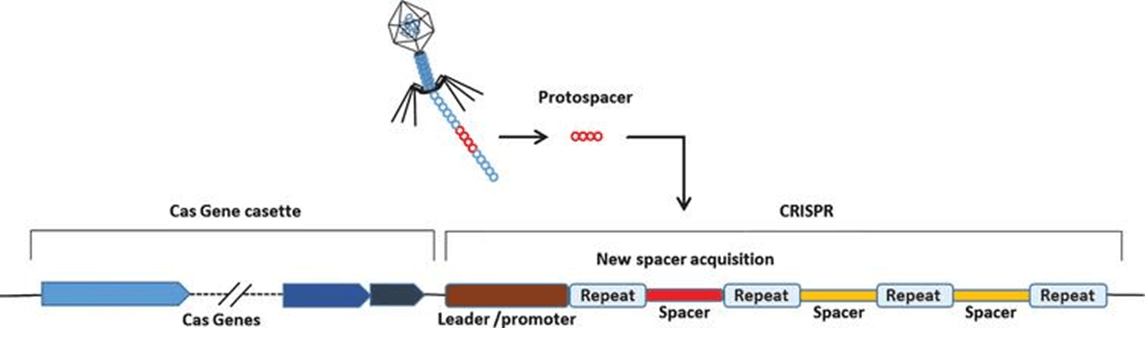 Protospacer
Cas Gene casette
CRISPR
New spacer acquisition
Repeat Repeat Repeat Repeat
Cas Genes Leader /promoter Spacer Spacer Spacer